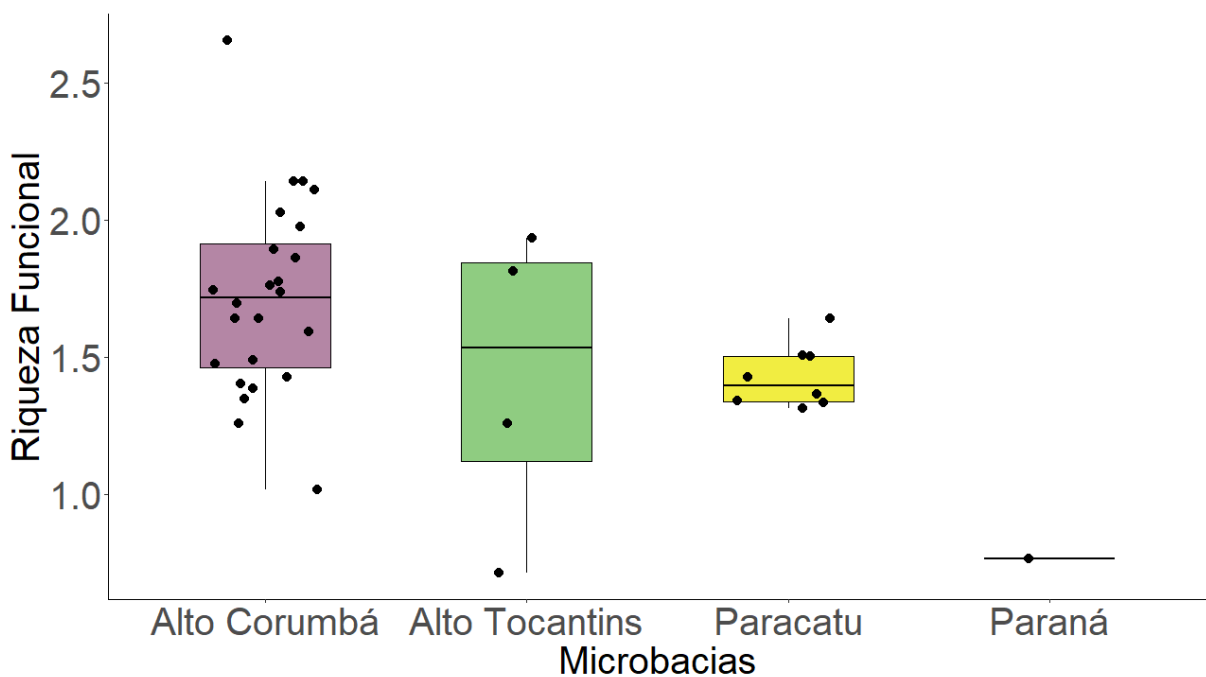 Riqueza Funcional
2.5
2.0
1.5
1.0
Alto Corumbá Alto Tocantins Paracatu Paraná
Microbacias